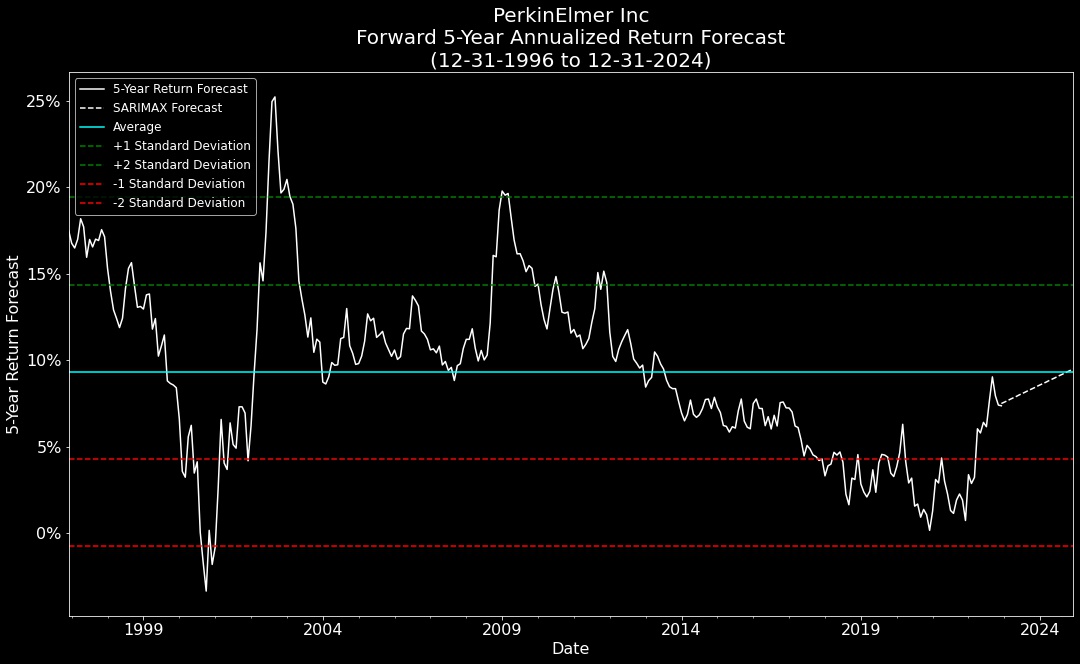 PerkinElmer Inc
Forward 5-Year Annualized Return Forecast
(12-31-1996 to 12-31-2024)
5-Year Return Forecast
SARIMAX Forecast
Average
+1 Standard Deviation
+2 Standard Deviation
-1 Standard Deviation
-2 Standard Deviation
25%
20%
15%
10%
5%
0%
5-Year Return Forecast
1999
2004
2009
2014
2019
2024
Date